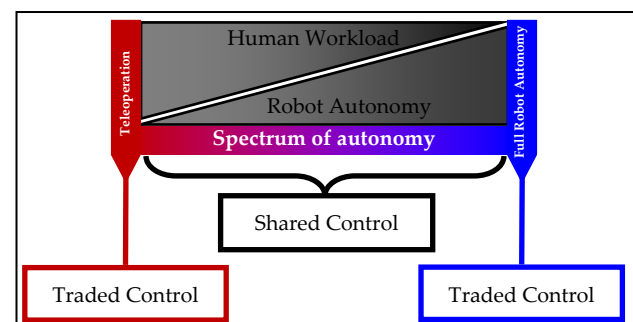 Human Workload
Teleoperation
Robot Autonomy
Full Robot Autonomy
Spectrum of autonomy
Shared Control
Traded Control
Traded Control